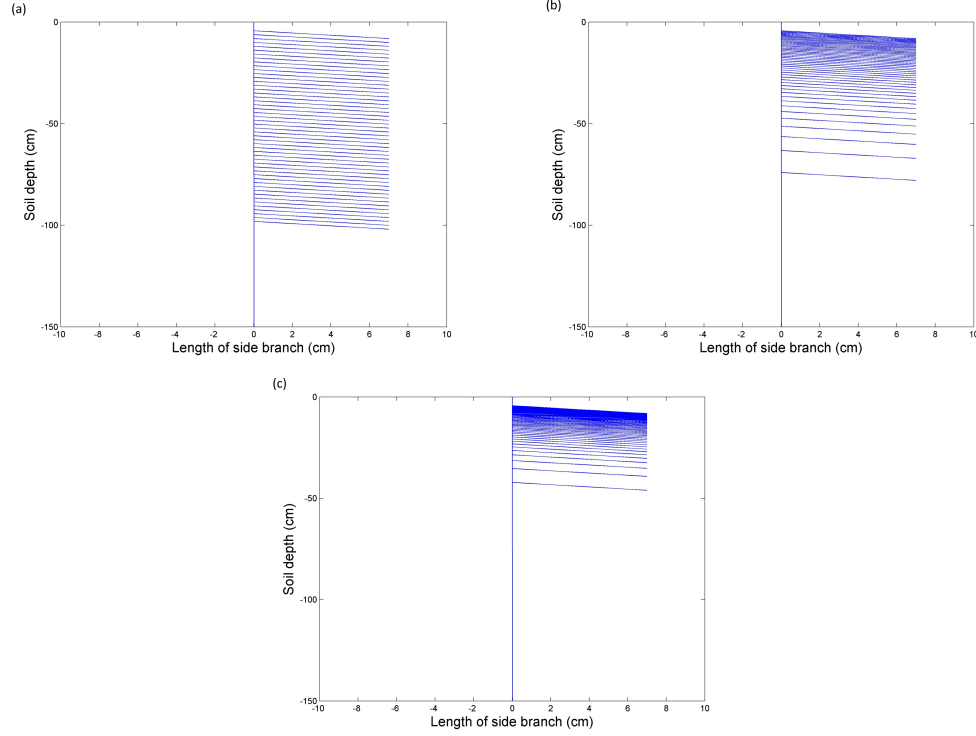 (a)
0
-50
-100
-150
Soil depth (cm)
-10 -8 -6 -4 -2 0 2 4 6 8 10
Length of side branch (cm)
(b)
0
-50
-100
-150
Soil depth (cm)
-10 -8 -6 -4 -2 0 2 4 6 8 10
Length of side branch (cm)
(c)
0
-50
-100
-150
Soil depth (cm)
-10 -8 -6 -4 -2 0 2 4 6 8 10
Length of side branch (cm)